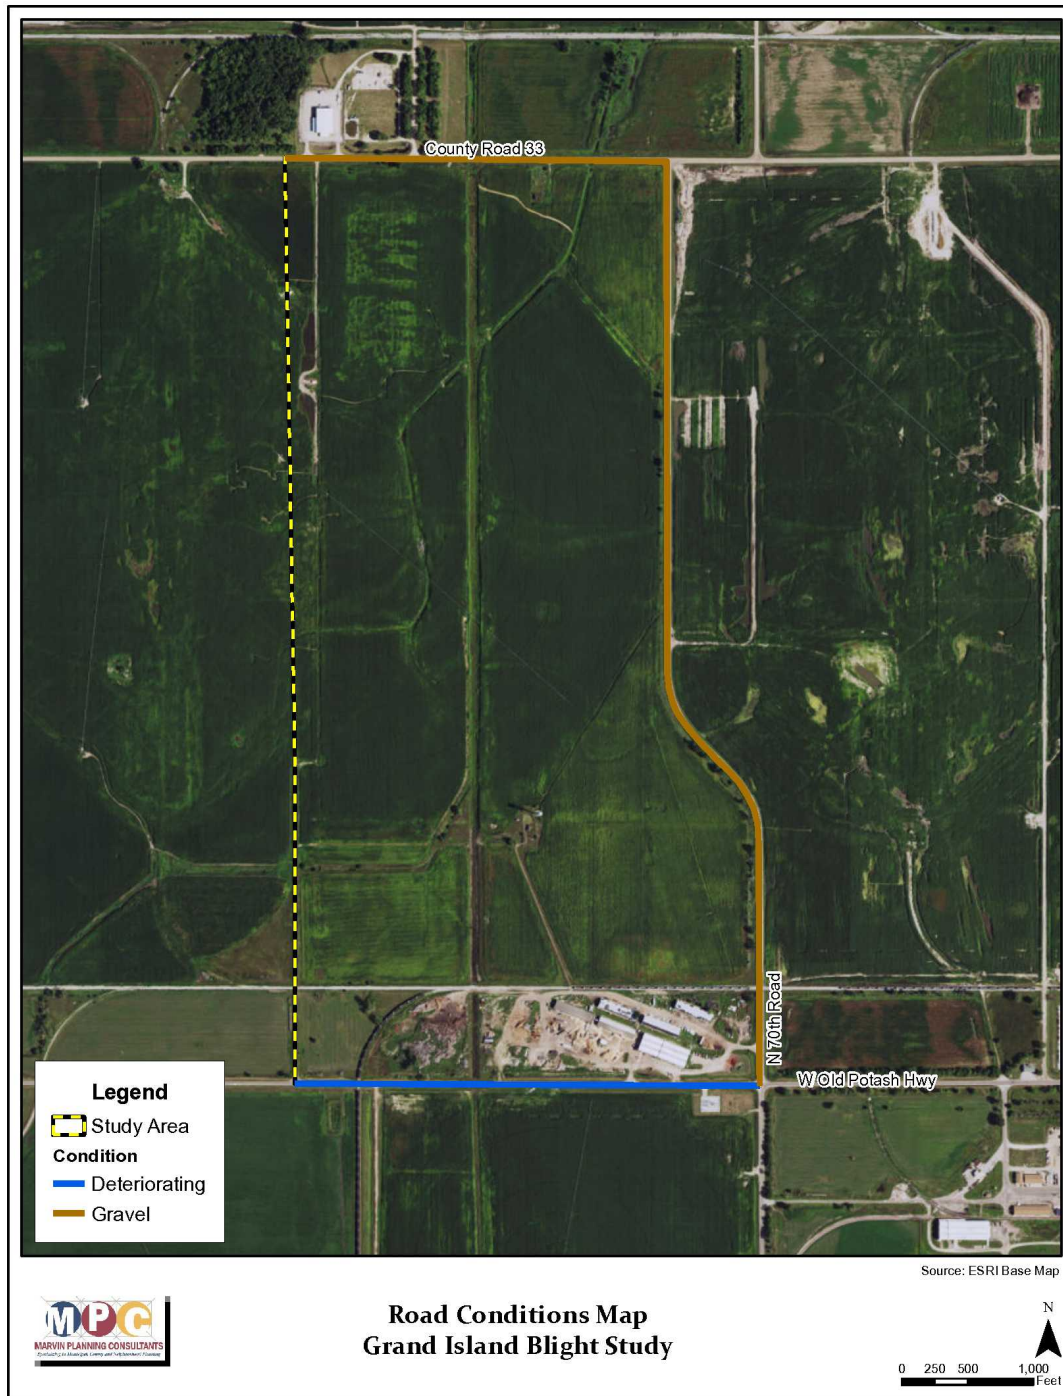 County Road 33
N 70th Road
W Old Potash Hwy
Legend
Study Area
Condition
Deteriorating
Gravel
Source: ESRI Base Map
MPC
MARVIN PLANNING CONSULTANTS
Road Conditions Map
Grand Island Blight Study
N
0 250 500 1,000
Feet